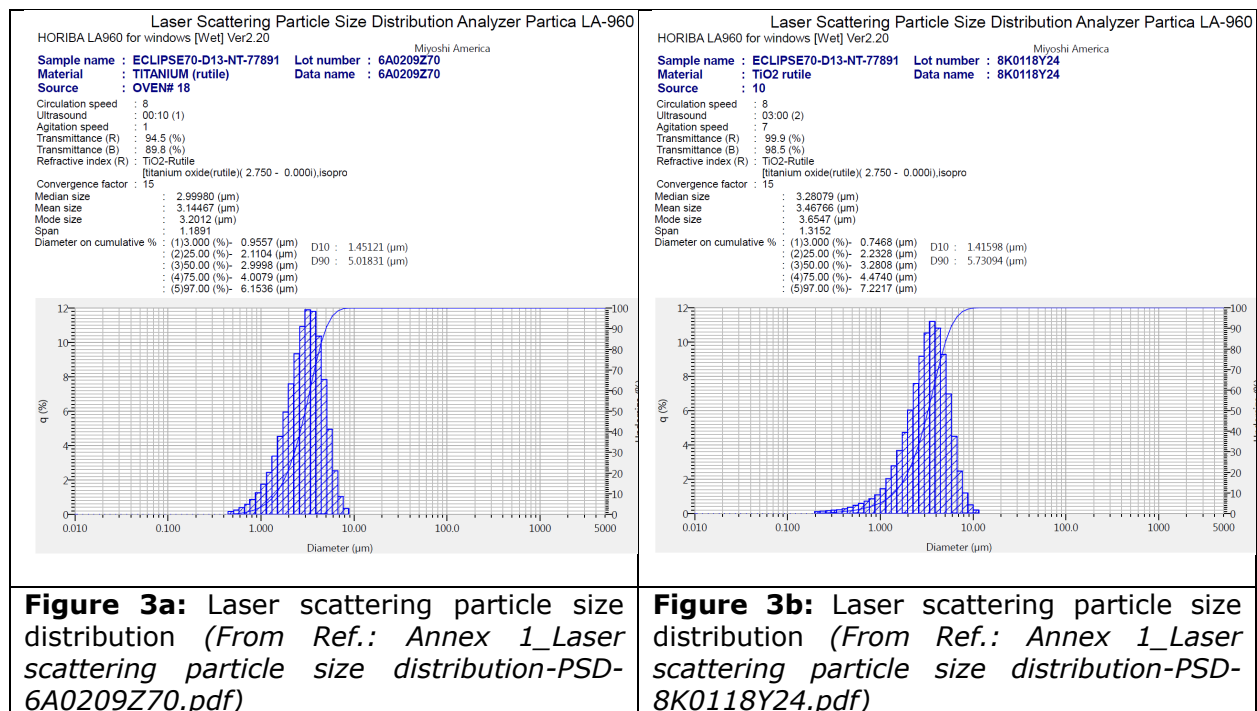 Laser Scattering Particle Size Distribution Analyzer Partica LA-960
HORIBA LA960 for windows [Wet] Ver2.20
Miyoshi America
Sample name : ECLIPSE70-D13-NT-77891 Lot number : 6A0209Z70
Material : TITANIUM (rutile) Data name : 6A0209Z70
Source : OVEN# 18
Circulation speed : 8
Ultrasound : 00:10 (1)
Agitation speed : 1
Transmittance (R) : 94.5 (%)
Transmittance (B) : 89.8 (%)
Refractive index (R) : TiO2-Rutile
[titanium oxide(rutile)( 2.750 - 0.000i),isopro
Convergence factor : 15
Median size : 2.99980 (µm)
Mean size : 3.14467 (µm)
Mode size : 3.2012 (µm)
Span : 1.1891
Diameter on cumulative % : (1)3.000 (%)- 0.9557 (µm) D10 : 1.45121 (µm)
: (2)25.00 (%)- 2.1104 (µm)
: (3)50.00 (%)- 2.9998 (µm) D90 : 5.01831 (µm)
: (4)75.00 (%)- 4.0079 (µm)
: (5)97.00 (%)- 6.1536 (µm)
12
10
8
6
4
2
0
q (%)
100
90
80
70
60
50
40
30
20
10
0
0.010 0.100 1.000 10.00 100.0 1000 5000
Diameter (µm)
Figure 3a: Laser scattering particle size
distribution (From Ref.: Annex 1_Laser
scattering particle size distribution-PSD-
6A0209Z70.pdf)
Laser Scattering Particle Size Distribution Analyzer Partica LA-960
HORIBA LA960 for windows [Wet] Ver2.20
Miyoshi America
Sample name : ECLIPSE70-D13-NT-77891 Lot number : 8K0118Y24
Material : TiO2 rutile Data name : 8K0118Y24
Source : 10
Circulation speed : 8
Ultrasound : 03:00 (2)
Agitation speed : 7
Transmittance (R) : 99.9 (%)
Transmittance (B) : 98.5 (%)
Refractive index (R) : TiO2-Rutile
[titanium oxide(rutile)( 2.750 - 0.000i),isopro
Convergence factor : 15
Median size : 3.28079 (µm)
Mean size : 3.46766 (µm)
Mode size : 3.6547 (µm)
Span : 1.3152
Diameter on cumulative % : (1)3.000 (%)- 0.7468 (µm) D10 : 1.41598 (µm)
: (2)25.00 (%)- 2.2328 (µm)
: (3)50.00 (%)- 3.2808 (µm) D90 : 5.73094 (µm)
: (4)75.00 (%)- 4.4740 (µm)
: (5)97.00 (%)- 7.2217 (µm)
12
10
8
6
4
2
0
q (%)
100
90
80
70
60
50
40
30
20
10
0
0.010 0.100 1.000 10.00 100.0 1000 5000
Diameter (µm)
Figure 3b: Laser scattering particle size
distribution (From Ref.: Annex 1_Laser
scattering particle size distribution-PSD-
8K0118Y24.pdf)